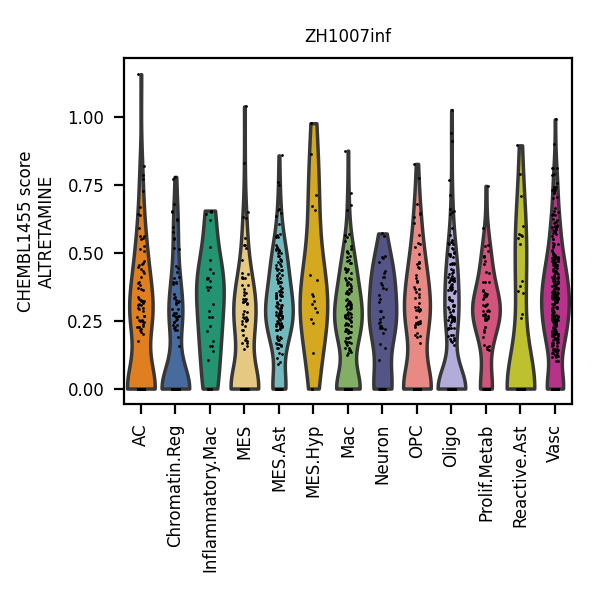 ZH1007inf
CHEMBL1455 score
ALTRETAMINE
1.00
0.75
0.50
0.25
0.00
AC
Chromatin.Reg
Inflammatory.Mac
MES
MES.Ast
MES.Hyp
Mac
Neuron
OPC
Oligo
Prolif.Metab
Reactive.Ast
Vasc